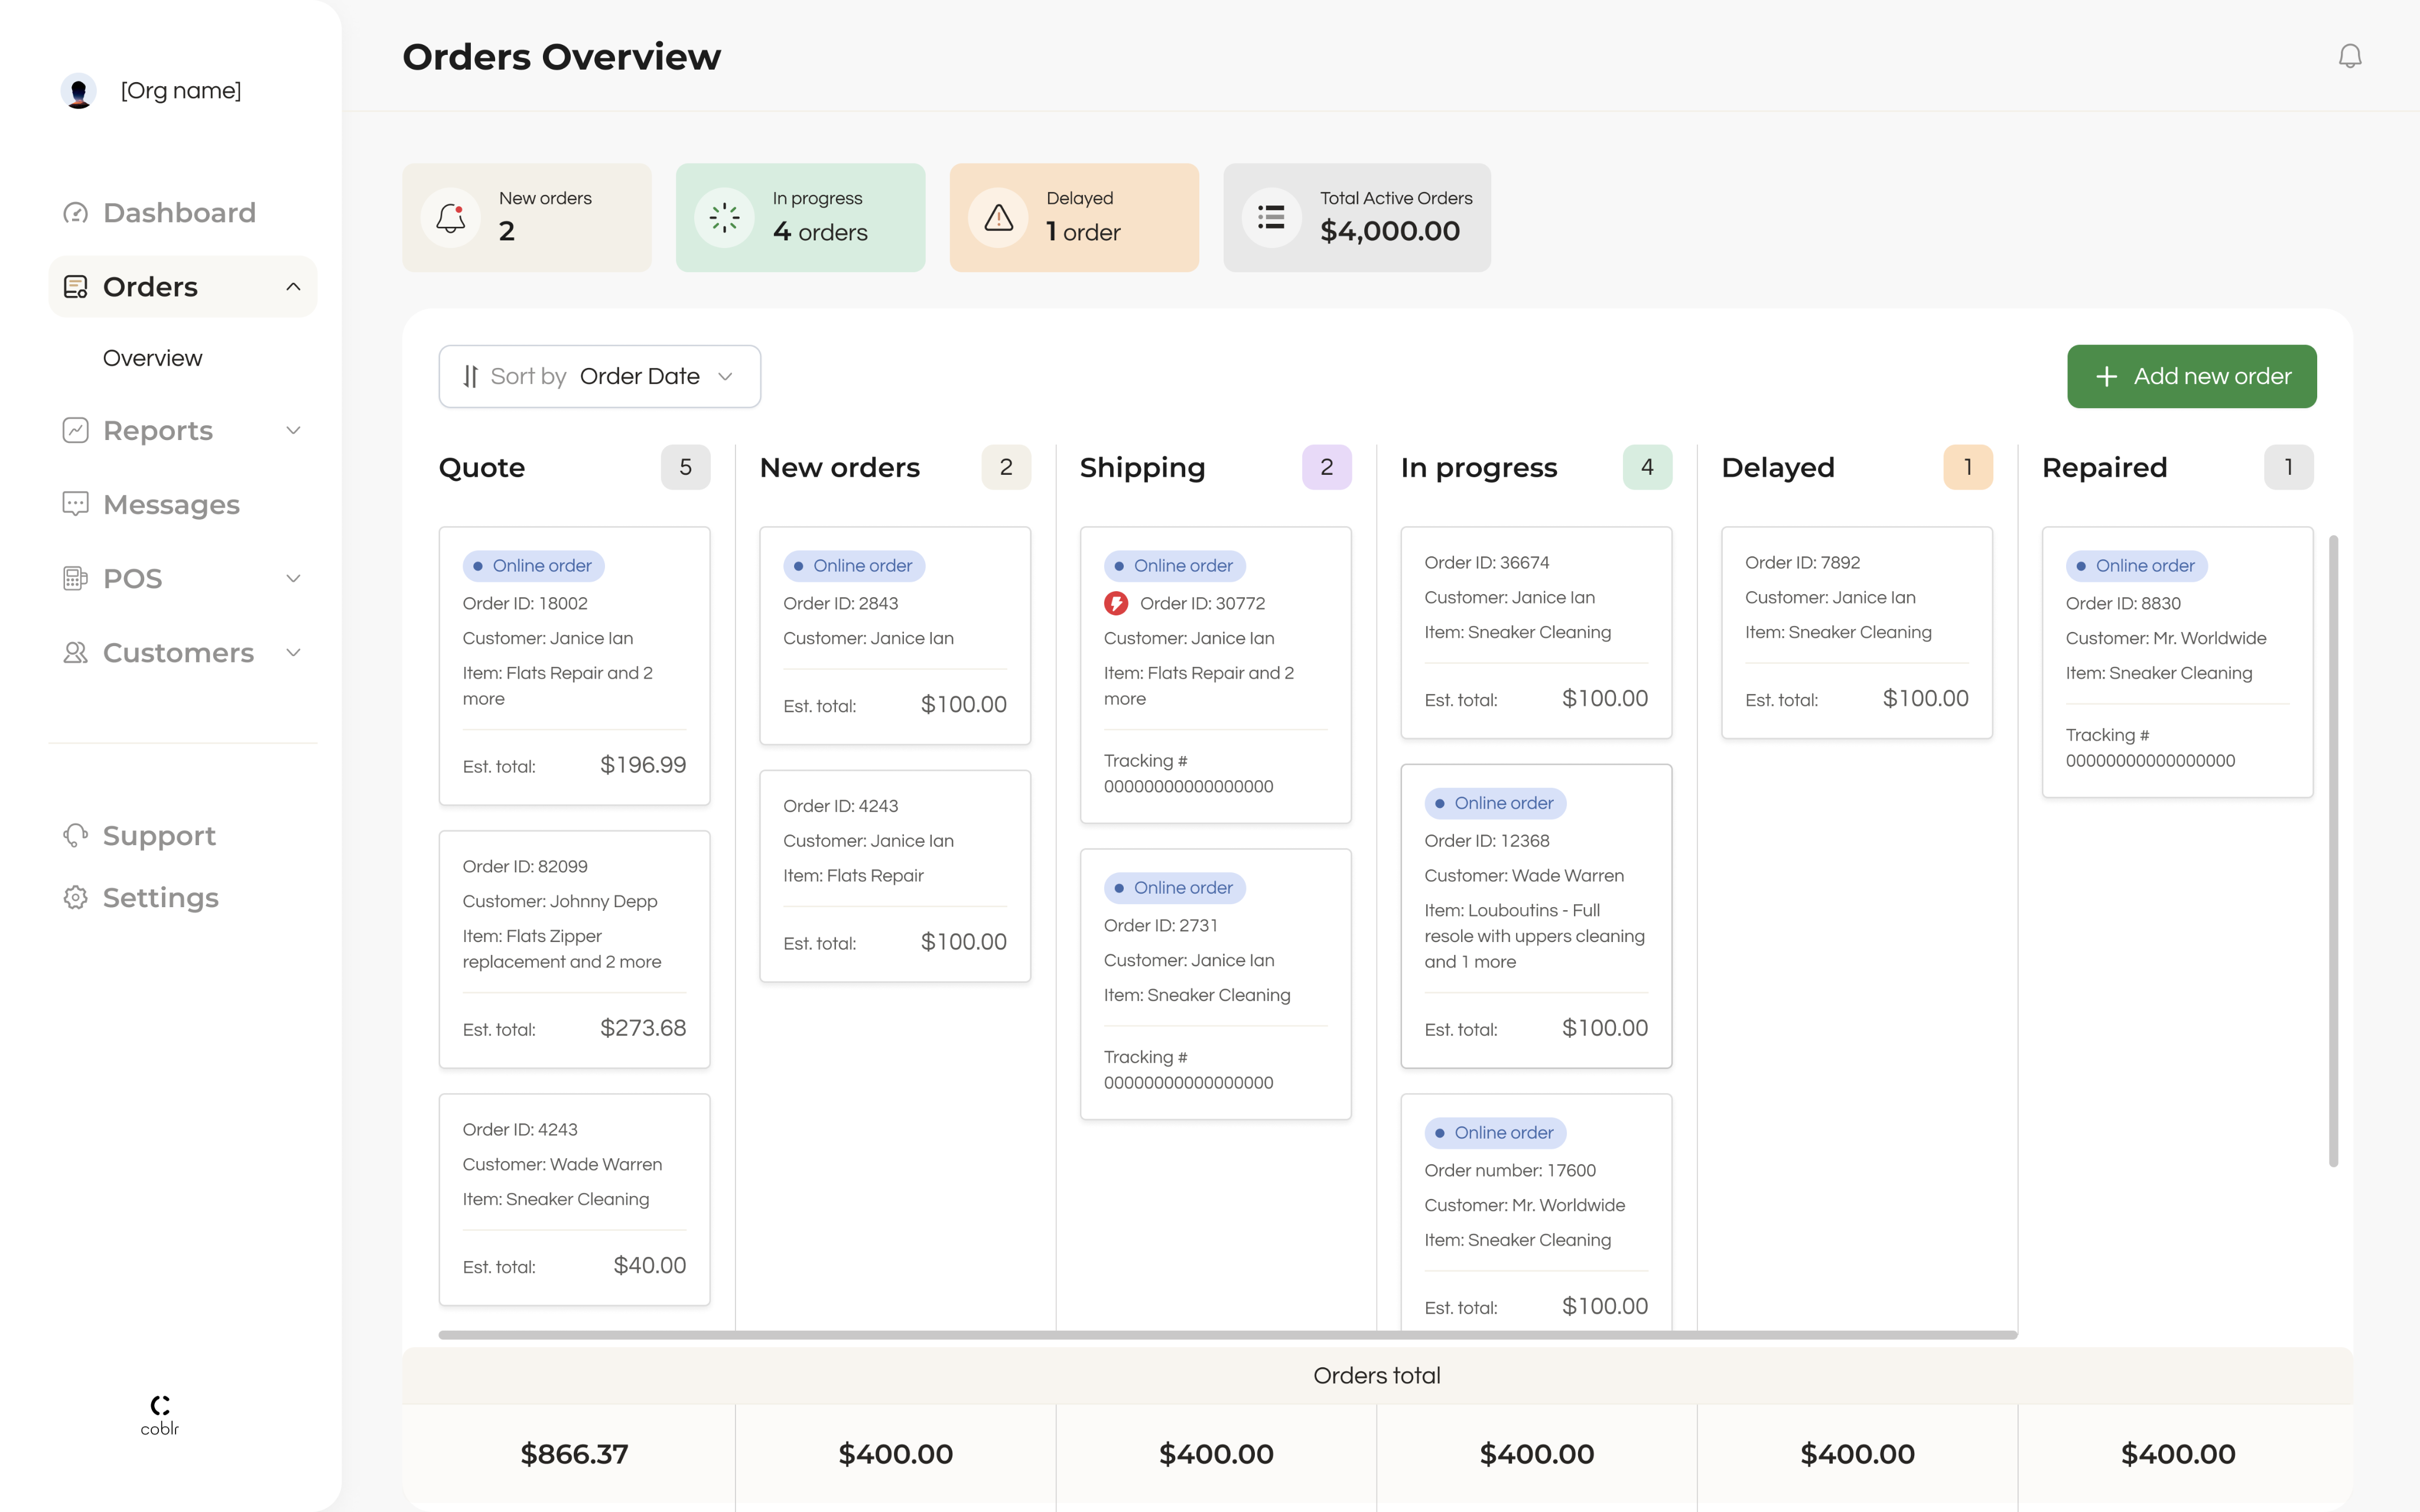 [Org name]
Dashboard
Orders
Overview
Reports
Messages
POS
Customers
Support
Settings
coblr
Orders Overview
New orders
2
In progress
4 orders
Delayed
1 order
Total Active Orders
$4,000.00
Sort by Order Date
Add new order
Quote 5
Online order
Order ID: 18002
Customer: Janice Ian
Item: Flats Repair and 2
more
Est. total: $196.99
Order ID: 82099
Customer: Johnny Depp
Item: Flats Zipper
replacement and 2 more
Est. total: $273.68
Order ID: 4243
Customer: Wade Warren
Item: Sneaker Cleaning
Est. total: $40.00
New orders 2
Online order
Order ID: 2843
Customer: Janice Ian
Est. total: $100.00
Order ID: 4243
Customer: Janice Ian
Item: Flats Repair
Est. total: $100.00
Shipping 2
Online order
Order ID: 30772
Customer: Janice Ian
Item: Flats Repair and 2
more
Tracking #
00000000000000000
Online order
Order ID: 2731
Customer: Janice Ian
Item: Sneaker Cleaning
Tracking #
00000000000000000
In progress 4
Order ID: 36674
Customer: Janice Ian
Item: Sneaker Cleaning
Est. total: $100.00
Online order
Order ID: 12368
Customer: Wade Warren
Item: Louboutins - Full
resole with uppers cleaning
and 1 more
Est. total: $100.00
Online order
Order number: 17600
Customer: Mr. Worldwide
Item: Sneaker Cleaning
Est. total: $100.00
Delayed 1
Order ID: 7892
Customer: Janice Ian
Item: Sneaker Cleaning
Est. total: $100.00
Repaired 1
Online order
Order ID: 8830
Customer: Mr. Worldwide
Item: Sneaker Cleaning
Tracking #
00000000000000000
Orders total
$866.37 $400.00 $400.00 $400.00 $400.00 $400.00